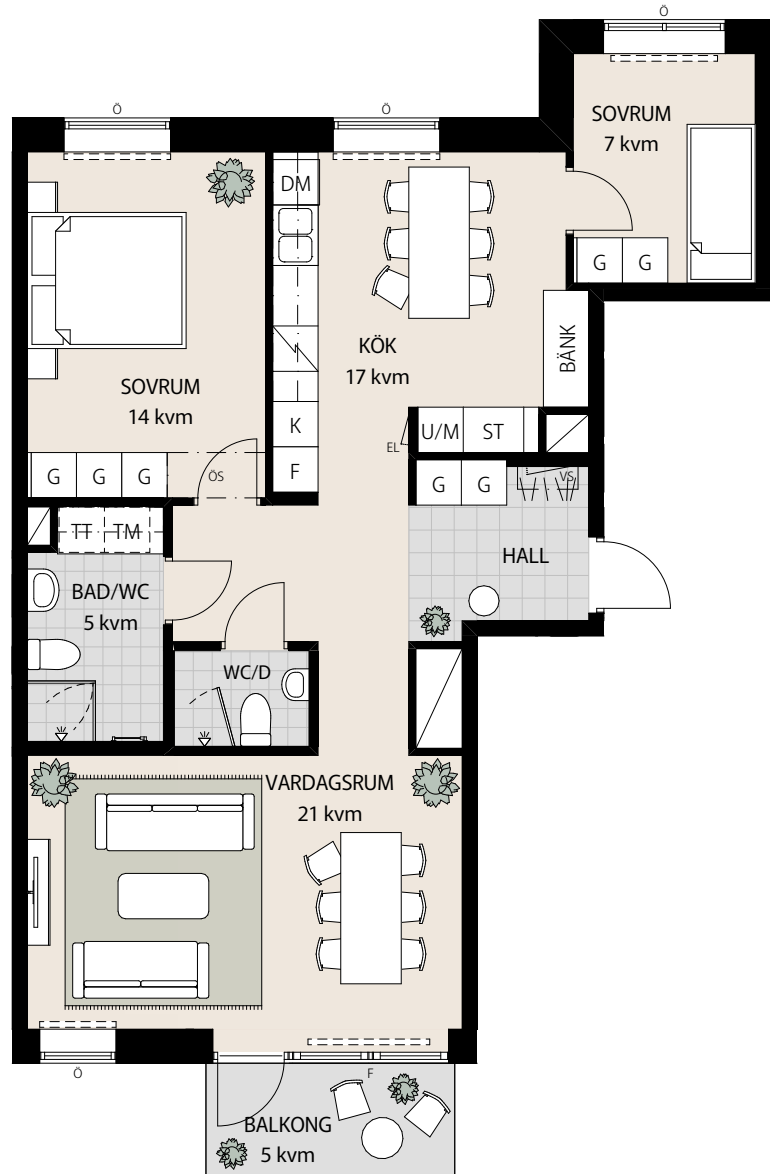 Ö
SOVRUM
7 kvm
G G
Ö
Ö
DM
SOVRUM
14 kvm
KÖK
17 kvm
BÄNK
K
F
U/M ST
EL
G G G
ÖS
G G
VS
HALL
TT TM
BAD/WC
5 kvm
WC/D
VARDAGSRUM
21 kvm
Ö
F
BALKONG
5 kvm